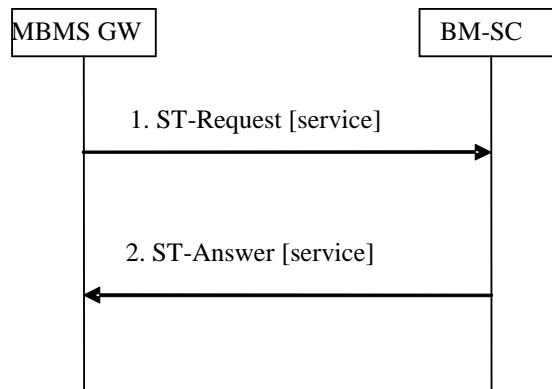 MBMS GW
BM-SC
1. ST-Request [service]
2. ST-Answer [service]